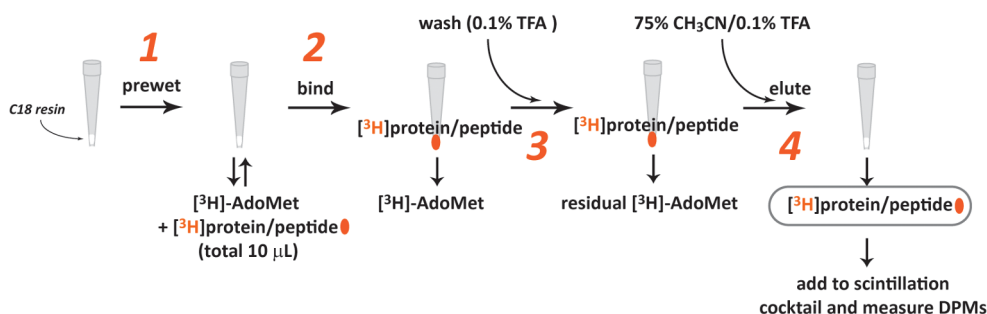 wash (0.1% TFA )
75% CH₃CN/0.1% TFA
1
2
prewet
bind
elute
C18 resin
[³H]protein/peptide
[³H]protein/peptide
3
4
[³H]-AdoMet
+ [³H]protein/peptide
(total 10 μL)
[³H]-AdoMet
residual [³H]-AdoMet
[³H]protein/peptide
add to scintillation
cocktail and measure DPMs